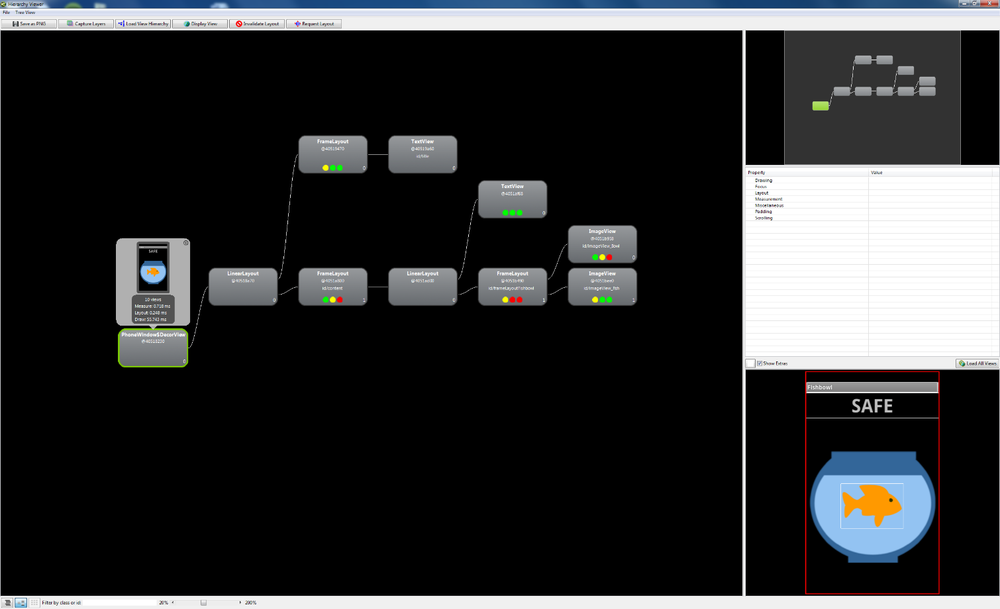 Hierarchy Viewer
File Tree View
Save as PNG Capture Layers Load View Hierarchy Display View Invalidate Layout Request Layout
FrameLayout
@40519470
0
TextView
@40519a60
id/title
0
TextView
@4051af68
0
ImageView
@4051b958
id/imageView_Bowl
0
SAFE
10 views
Measure: 0.718 ms
Layout: 0.248 ms
Draw: 55.743 ms
PhoneWindow$DecorView
@40518250
0
LinearLayout
@40518a70
0
FrameLayout
@4051a800
id/content
1
LinearLayout
@4051ad00
0
FrameLayout
@4051b490
id/frameLayoutFishbowl
1
ImageView
@4051bee0
id/imageView_Fish
1
Property Value
Drawing
Focus
Layout
Measurement
Miscellaneous
Padding
Scrolling
Show Extras Load All Views
Fishbowl
SAFE
Filter by class or id: 20% 200%